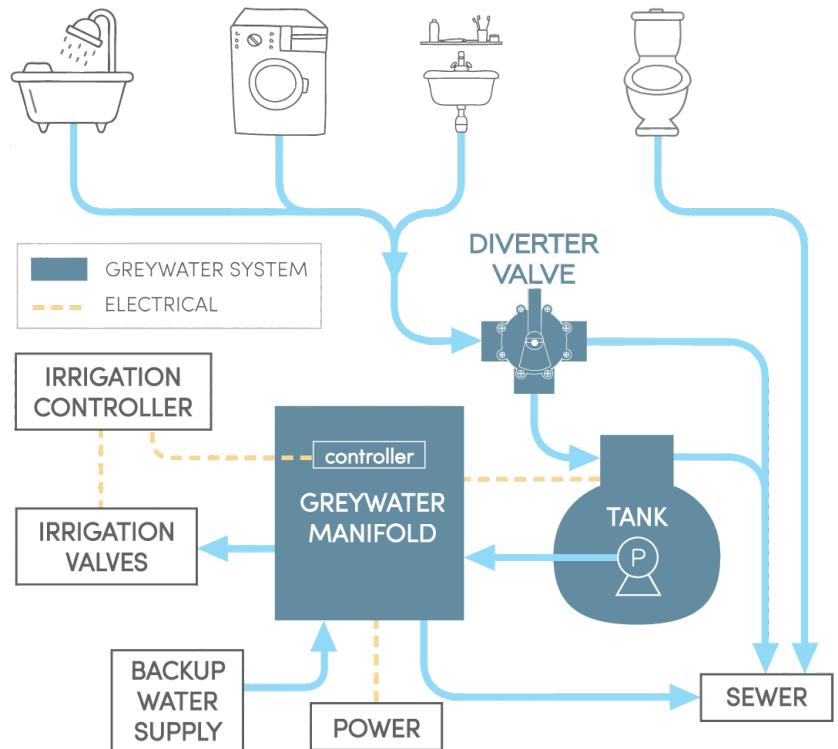 DIVERTER
VALVE
GREYWATER SYSTEM
ELECTRICAL
IRRIGATION
CONTROLLER
controller
GREYWATER
MANIFOLD
TANK
P
IRRIGATION
VALVES
BACKUP
WATER
SUPPLY
POWER
SEWER